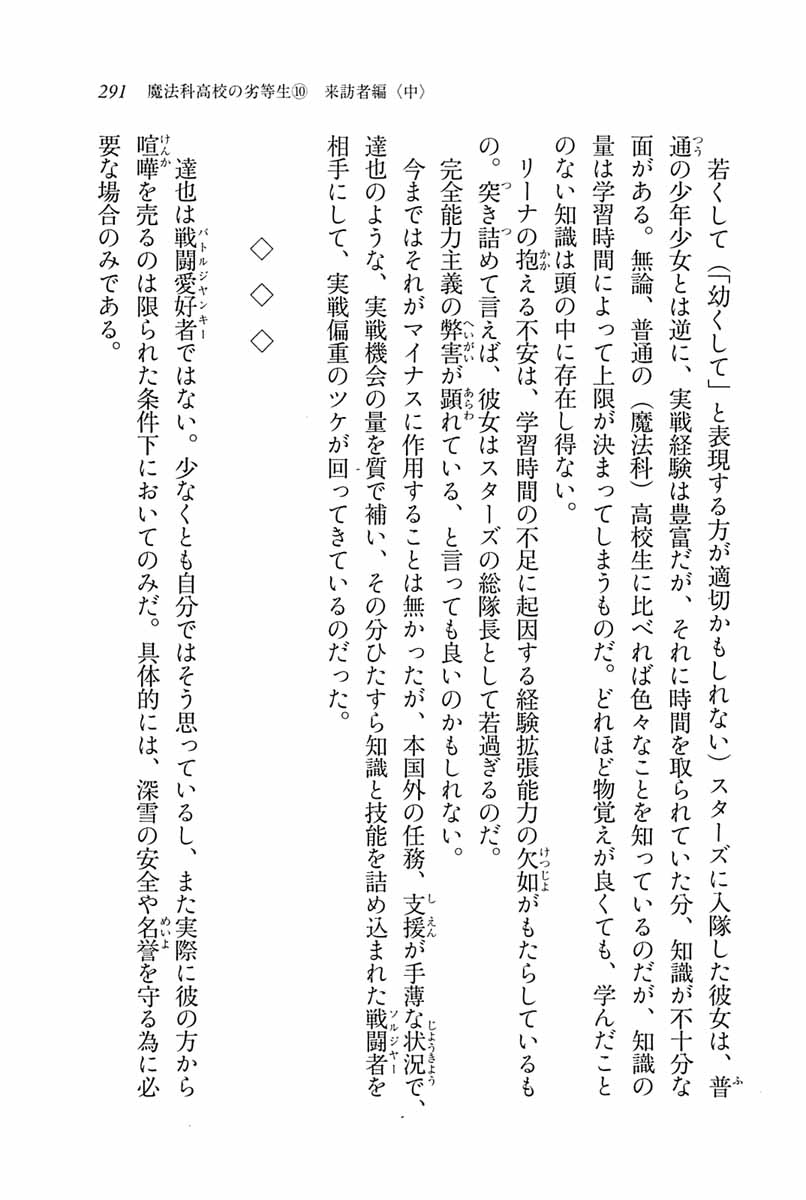 291　魔法科高校の劣等生⑩　来訪者編〈中〉
　若くして（「幼くして」と表現する方が適切かもしれない）スターズに入隊した彼女は、普
通の少年少女とは逆に、実戦経験は豊富だが、それに時間を取られていた分、知識が不十分な
面がある。無論、普通の（魔法科）高校生に比べれば色々なことを知っているのだが、知識の
量は学習時間によって上限が決まってしまうものだ。どれほど物覚えが良くても、学んだこと
のない知識は頭の中に存在し得ない。
　リーナの抱える不安は、学習時間の不足に起因する経験拡張能力の欠如がもたらしているも
の。突き詰めて言えば、彼女はスターズの総隊長として若過ぎるのだ。
　完全能力主義の弊害が顕れている、と言っても良いのかもしれない。
　今まではそれがマイナスに作用することは無かったが、本国外の任務、支援が手薄な状況で、
達也のような、実戦機会の量を質で補い、その分ひたすら知識と技能を詰め込まれた戦闘者を
相手にして、実戦偏重のツケが回ってきているのだった。
◇　◇　◇
　達也は戦闘愛好者ではない。少なくとも自分ではそう思っているし、また実際に彼の方から
喧嘩を売るのは限られた条件下においてのみだ。具体的には、深雪の安全や名誉を守る為に必
要な場合のみである。